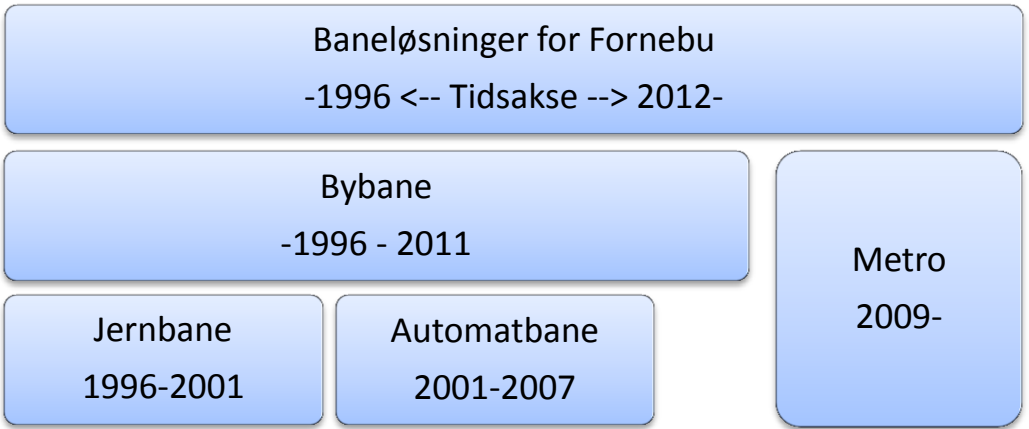 Baneløsninger for Fornebu
-1996 <-- Tidsakse --> 2012-
Bybane
-1996 - 2011
Metro
2009-
Jernbane
1996-2001
Automatbane
2001-2007